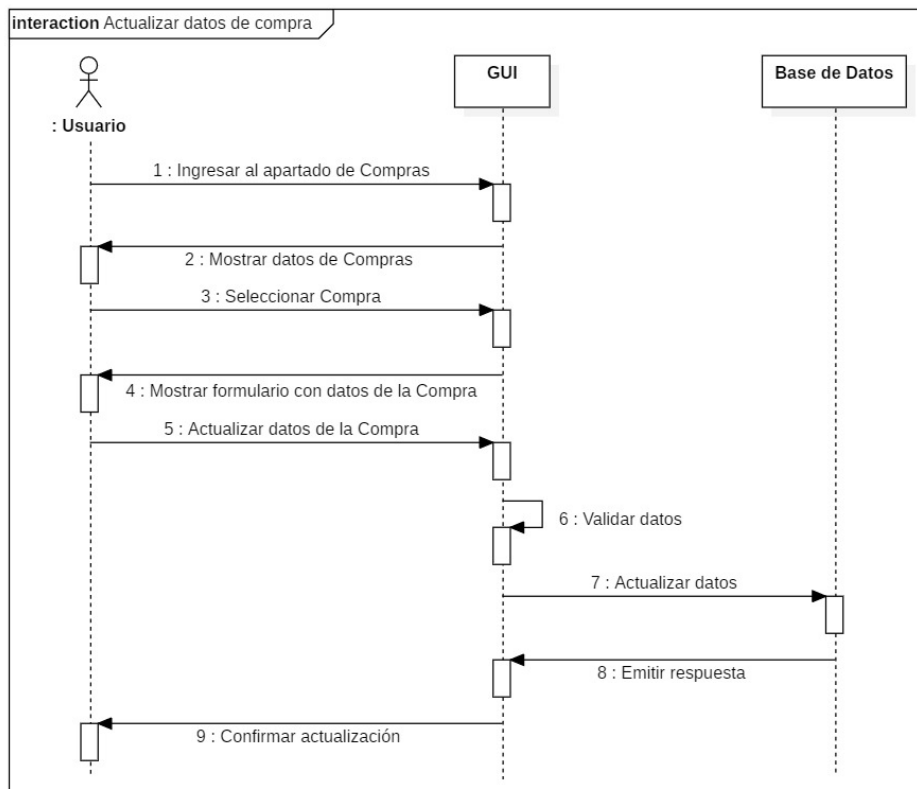 interaction Actualizar datos de compra
: Usuario
GUI
Base de Datos
1 : Ingresar al apartado de Compras
2 : Mostrar datos de Compras
3 : Seleccionar Compra
4 : Mostrar formulario con datos de la Compra
5 : Actualizar datos de la Compra
6 : Validar datos
7 : Actualizar datos
8 : Emitir respuesta
9 : Confirmar actualización